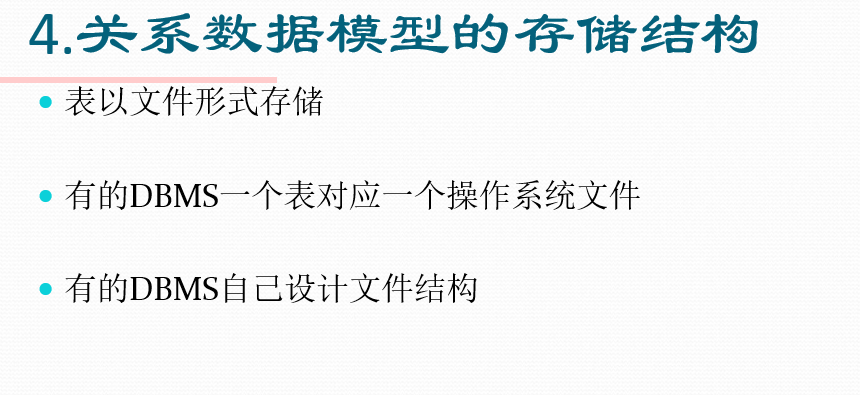 4.关系数据模型的存储结构
表以文件形式存储
有的DBMS一个表对应一个操作系统文件
有的DBMS自己设计文件结构